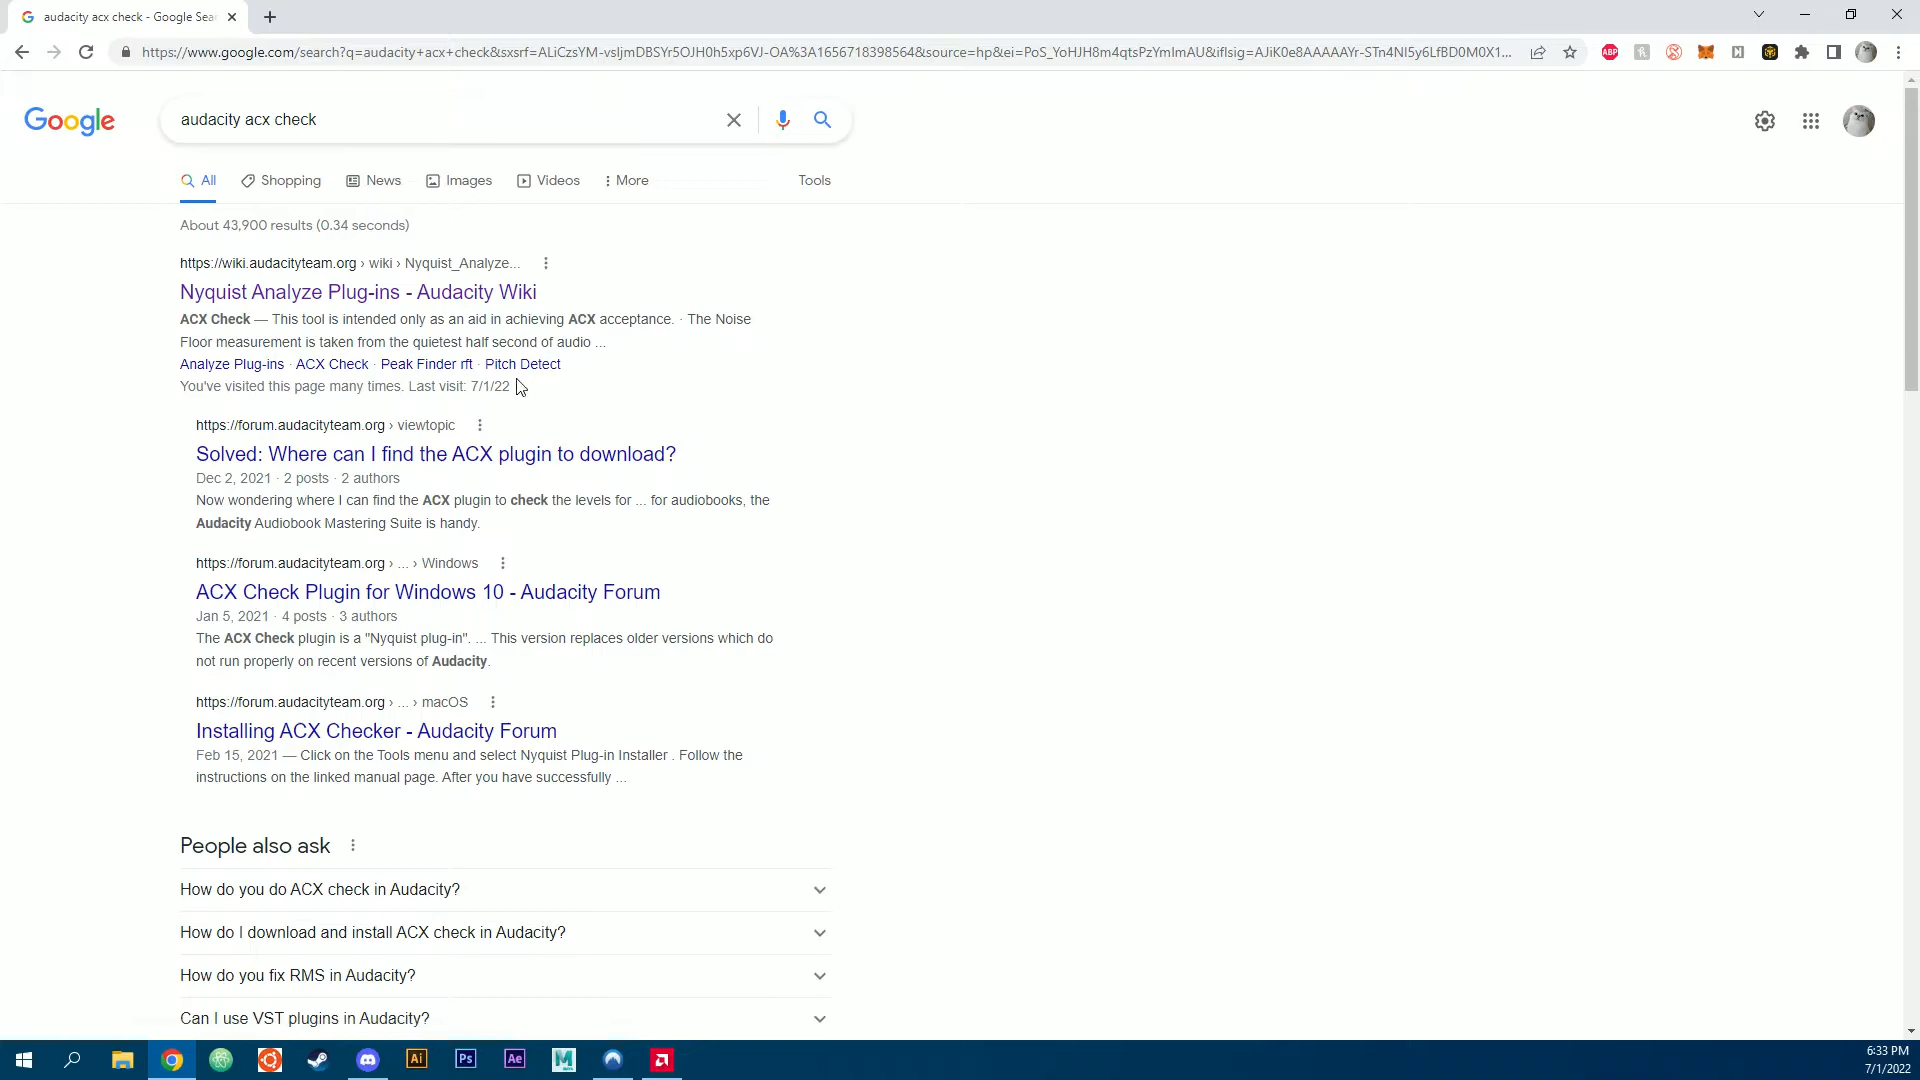 audacity acx check - Google Sea
https://www.google.com/search?q=audacity+acx+check&sxsrf=ALiCzsYM-vsljmDBSYr5OJH0h5xp6VJ-OA%3A1656718398564&source=hp&ei=PoS_YoHJH8m4qtsPzYmImAU&iflsig=AJiK0e8AAAAAYr-STn4Nl5y6LfBD0M0X1...
ABP
Google
audacity acx check
All
Shopping
News
Images
Videos
More
Tools
About 43,900 results (0.34 seconds)
https://wiki.audacityteam.org › wiki › Nyquist_Analyze...
Nyquist Analyze Plug-ins - Audacity Wiki
ACX Check — This tool is intended only as an aid in achieving ACX acceptance. · The Noise
Floor measurement is taken from the quietest half second of audio ...
Analyze Plug-ins · ACX Check · Peak Finder rft · Pitch Detect
You've visited this page many times. Last visit: 7/1/22
https://forum.audacityteam.org › viewtopic
Solved: Where can I find the ACX plugin to download?
Dec 2, 2021 · 2 posts · 2 authors
Now wondering where I can find the ACX plugin to check the levels for ... for audiobooks, the
Audacity Audiobook Mastering Suite is handy.
https://forum.audacityteam.org › ... › Windows
ACX Check Plugin for Windows 10 - Audacity Forum
Jan 5, 2021 · 4 posts · 3 authors
The ACX Check plugin is a "Nyquist plug-in". ... This version replaces older versions which do
not run properly on recent versions of Audacity.
https://forum.audacityteam.org › ... › macOS
Installing ACX Checker - Audacity Forum
Feb 15, 2021 — Click on the Tools menu and select Nyquist Plug-in Installer . Follow the
instructions on the linked manual page. After you have successfully ...
People also ask
How do you do ACX check in Audacity?
How do I download and install ACX check in Audacity?
How do you fix RMS in Audacity?
Can I use VST plugins in Audacity?
Ai
Ps
Ae
M
6:33 PM
7/1/2022